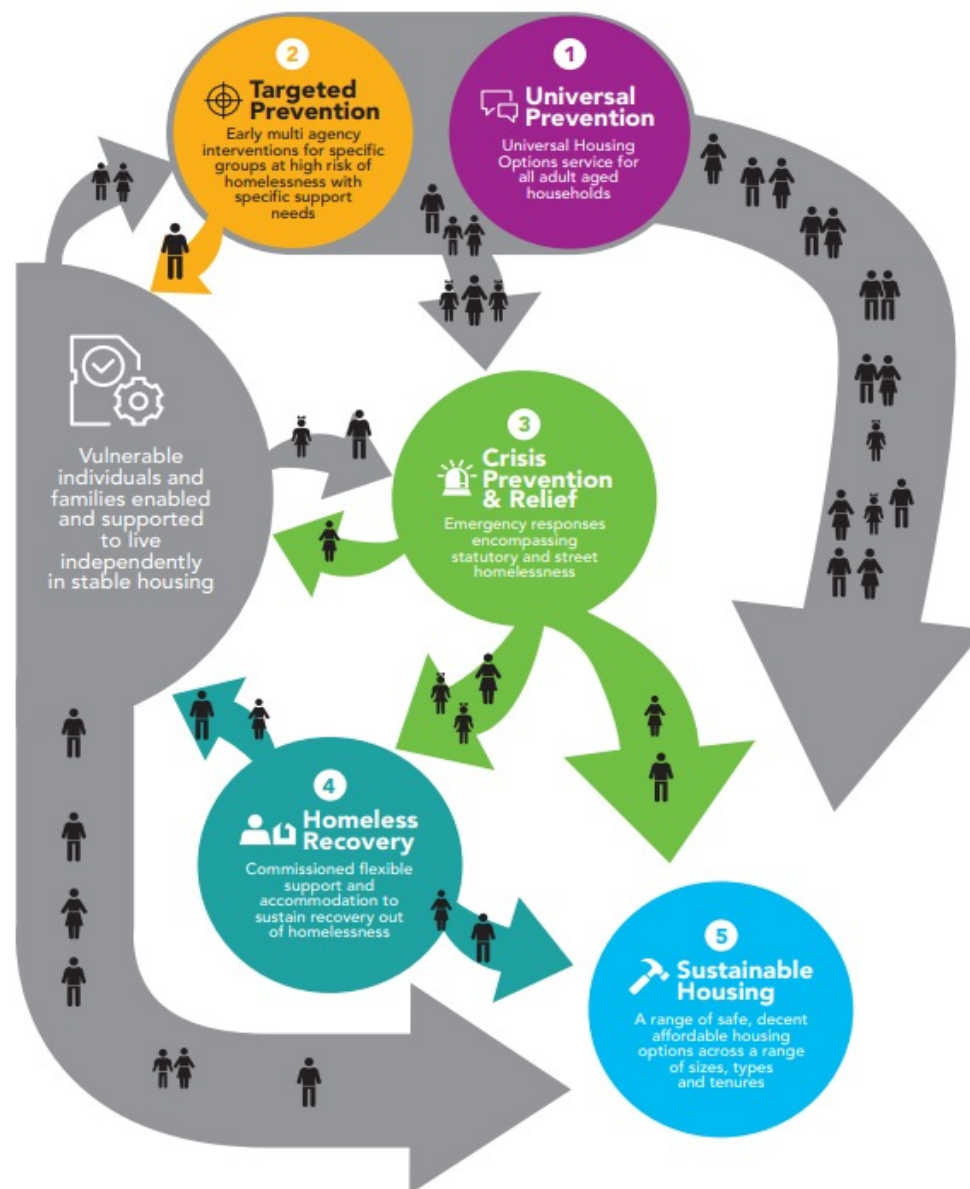 2
Targeted
Prevention
Early multi agency
interventions for specific
groups at high risk of
homelessness with
specific support
needs
1
Universal
Prevention
Universal Housing
Options service for
all adult aged
households
Vulnerable
individuals and
families enabled
and supported
to live
independently
in stable housing
3
Crisis
Prevention
& Relief
Emergency responses
encompassing
statutory and street
homelessness
4
Homeless
Recovery
Commissioned flexible
support and
accommodation to
sustain recovery out
of homelessness
5
Sustainable
Housing
A range of safe, decent
affordable housing
options across a range
of sizes, types
and tenures